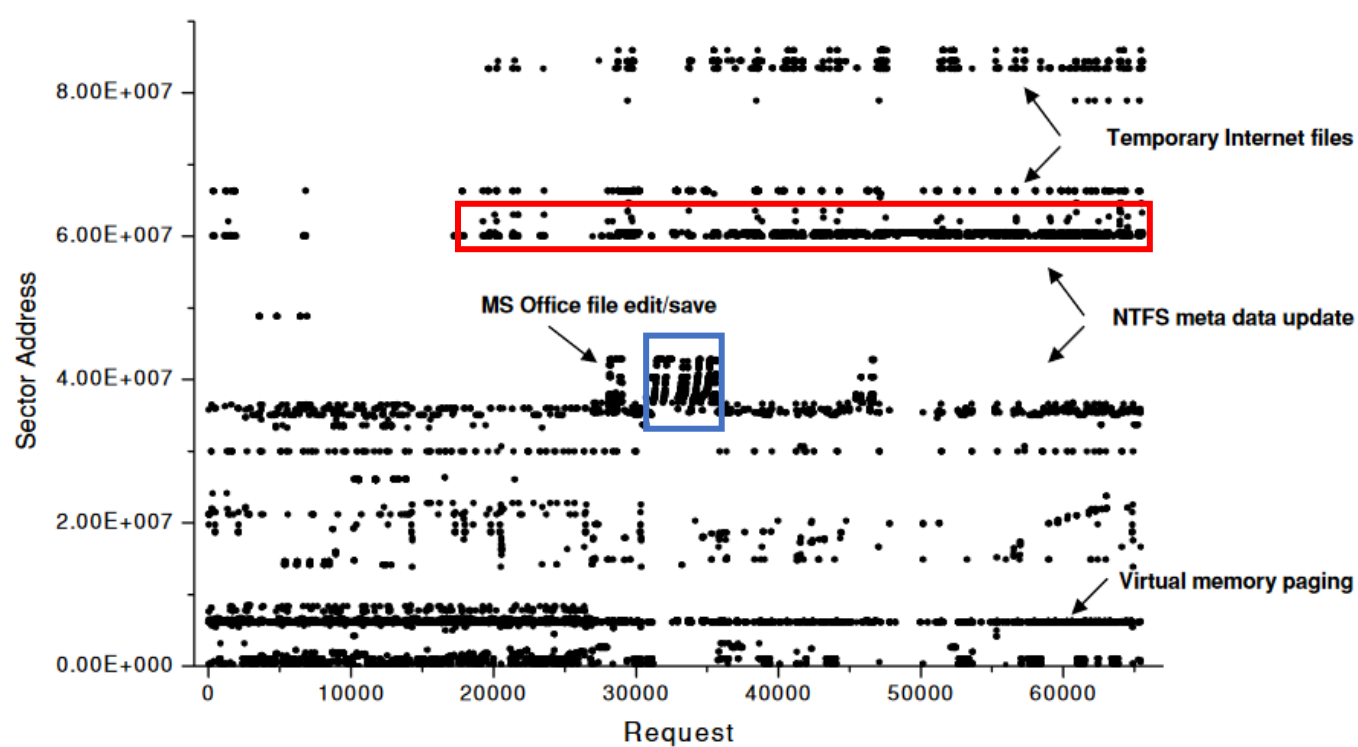 8.00E+007
Temporary Internet files
6.00E+007
MS Office file edit/save
NTFS meta data update
Sector Address
4.00E+007
2.00E+007
Virtual memory paging
0.00E+000
0 10000 20000 30000 40000 50000 60000
Request